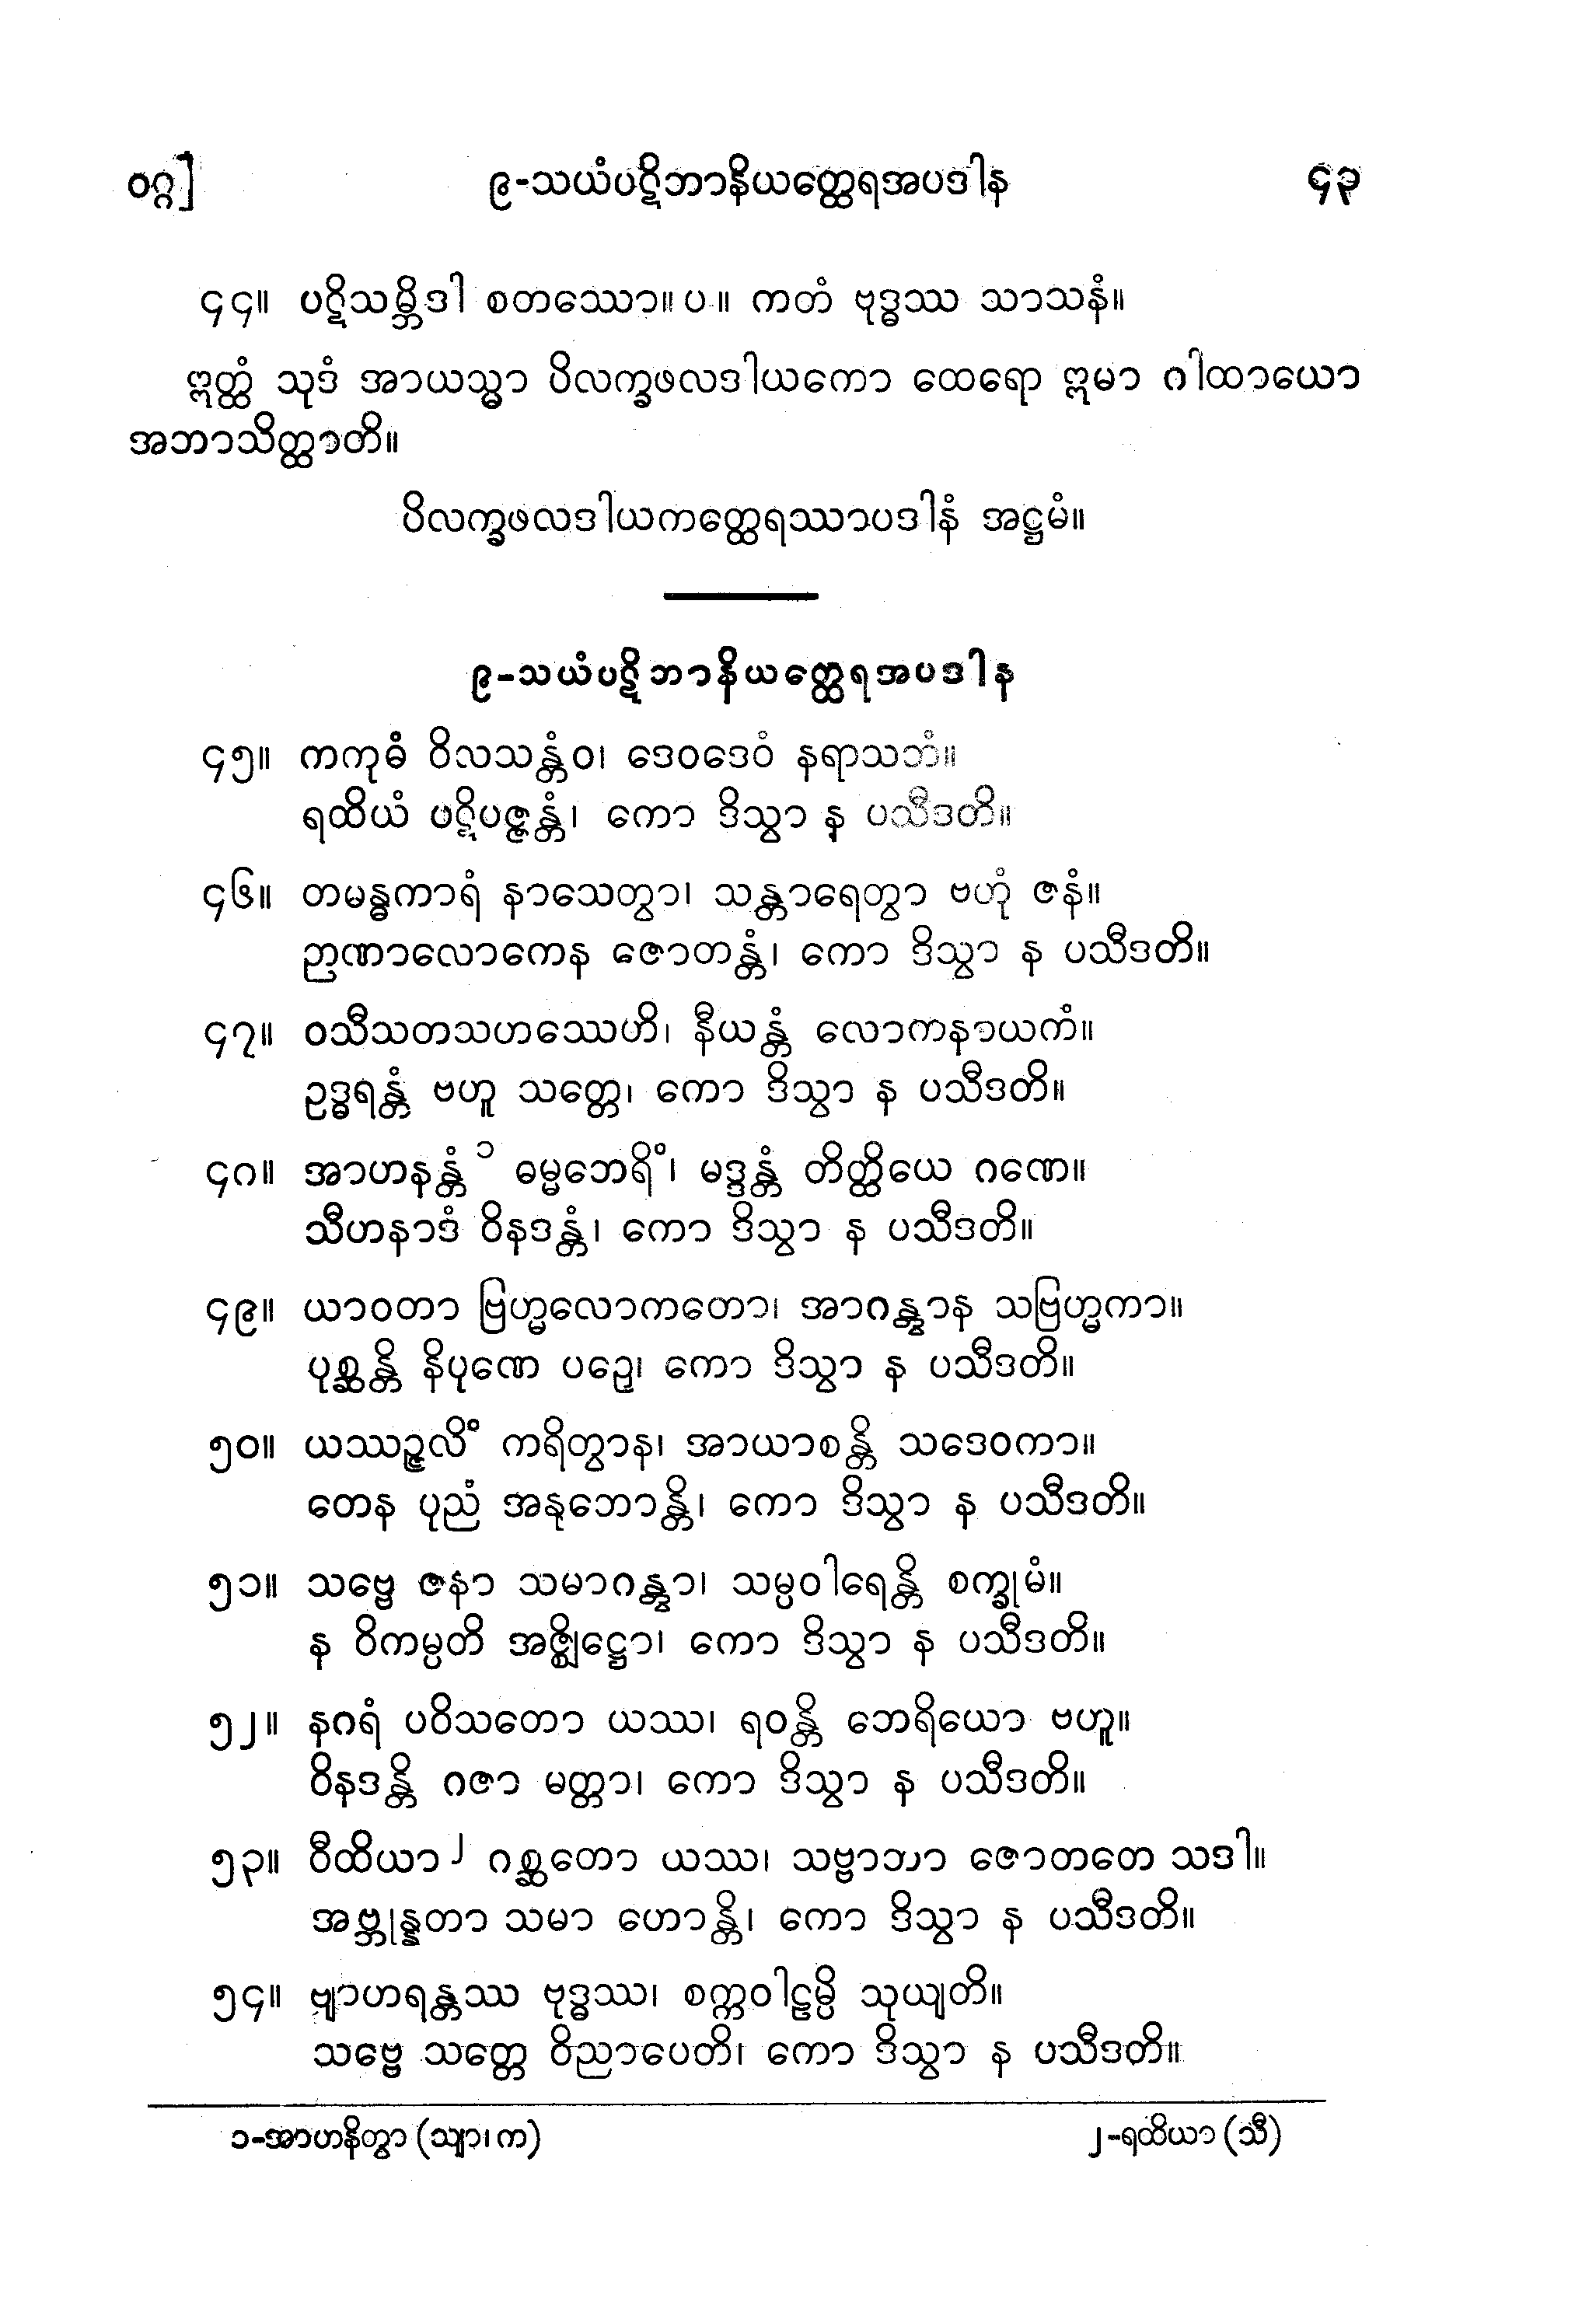 ဝဂ္ဂ] ၉-သယံပဋိဘာနိယတ္ထေရအပဒါန ၄၃
၄၄။ ပဋိသမ္ဘိဒါ စတဿော။ ပ။ ကတံ ဗုဒ္ဓဿ သာသနံ။
ဣတ္ထံ သုဒံ အာယသ္မာ ပိလက္ခဖလဒါယကော ထေရော ဣမာ ဂါထာယော
အဘာသိတ္ထာတိ။
ပိလက္ခဖလဒါယကတ္ထေရဿာပဒါနံ အဋ္ဌမံ။
၉-သယံပဋိဘာနိယတ္ထေရအပဒါန
၄၅။ ကကုဓံ ဝိလသန္တံဝ၊ ဒေဝဒေဝံ နရာသဘံ။
ရထိယံ ပဋိပဇ္ဇန္တံ၊ ကော ဒိသွာ န ပသီဒတိ။
၄၆။ တမန္ဓကာရံ နာသေတွာ၊ သန္တာရေတွာ ဗဟုံ ဇနံ။
ဉာဏာလောကေန ဇောတန္တံ၊ ကော ဒိသွာ န ပသီဒတိ။
၄၇။ ဝသီသတသဟဿေဟိ၊ နီယန္တံ လောကနာယကံ။
ဥဒ္ဓရန္တံ ဗဟူ သတ္တေ၊ ကော ဒိသွာ န ပသီဒတိ။
၄၈။ အာဟနန္တံ ၁ ဓမ္မဘေရိံ၊ မဒ္ဒန္တံ တိတ္ထိယေ ဂဏေ။
သီဟနာဒံ ဝိနဒန္တံ၊ ကော ဒိသွာ န ပသီဒတိ။
၄၉။ ယာဝတာ ဗြဟ္မလောကတော၊ အာဂန္တွာန သဗြဟ္မကာ။
ပုစ္ဆန္တိ နိပုဏေ ပဉှေ၊ ကော ဒိသွာ န ပသီဒတိ။
၅၀။ ယဿဉ္ဇလိံ ကရိတွာန၊ အာယာစန္တိ သဒေဝကာ။
တေန ပုညံ အနုဘောန္တိ၊ ကော ဒိသွာ န ပသီဒတိ။
၅၁။ သဗ္ဗေ ဇနာ သမာဂန္တွာ၊ သမ္ပဝါရေန္တိ စက္ခုမံ။
န ဝိကမ္ပတိ အဇ္ဈိဋ္ဌော၊ ကော ဒိသွာ န ပသီဒတိ။
၅၂။ နဂရံ ပဝိသတော ယဿ၊ ရဝန္တိ ဘေရိယော ဗဟူ။
ဝိနဒန္တိ ဂဇာ မတ္တာ၊ ကော ဒိသွာ န ပသီဒတိ။
၅၃။ ဝီထိယာ ၂ ဂစ္ဆတော ယဿ၊ သဗ္ဗာဘာ ဇောတတေ သဒါ။
အဗ္ဘုန္နတာ သမာ ဟောန္တိ၊ ကော ဒိသွာ န ပသီဒတိ။
၅၄။ ဗျာဟရန္တဿ ဗုဒ္ဓဿ၊ စက္ကဝါဠမ္ပိ သုယျတိ။
သဗ္ဗေ သတ္တေ ဝိညာပေတိ၊ ကော ဒိသွာ န ပသီဒတိ။
၁-အာဟနိတွာ (သျာ၊ က) ၂-ရထိယာ (သီ)